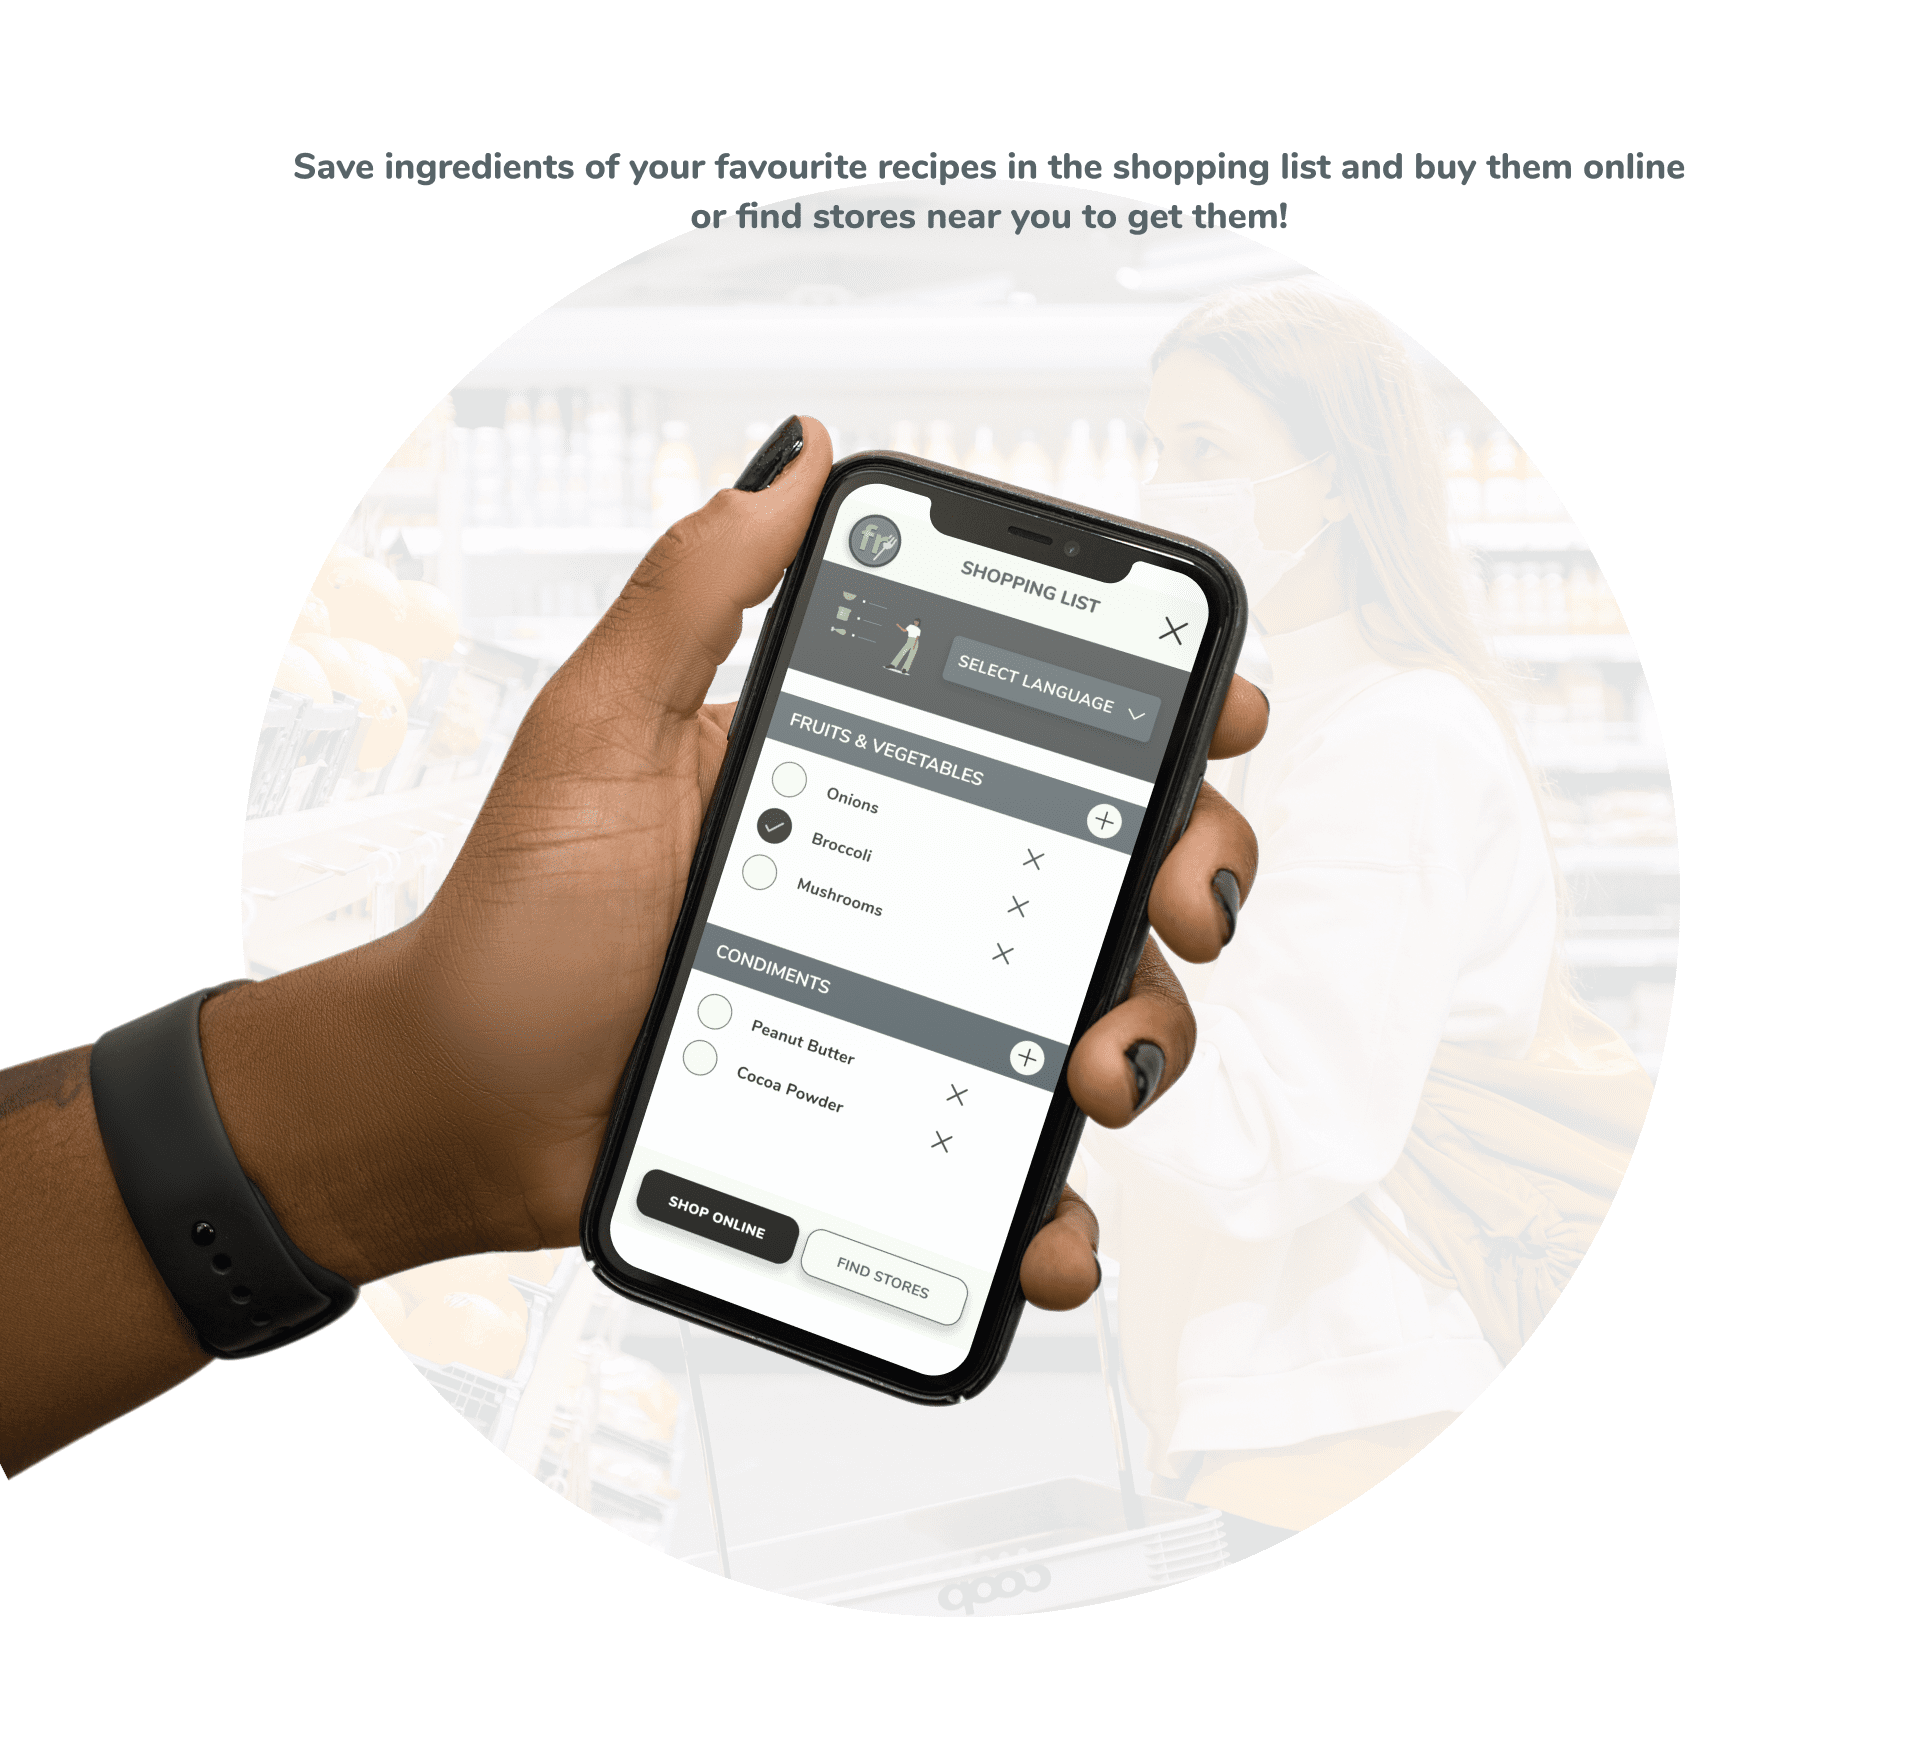 Save ingredients of your favourite recipes in the shopping list and buy them online
or find stores near you to get them!
fr
SHOPPING LIST
SELECT LANGUAGE
FRUITS & VEGETABLES
Onions
Broccoli
Mushrooms
CONDIMENTS
Peanut Butter
Cocoa Powder
SHOP ONLINE
FIND STORES
coop